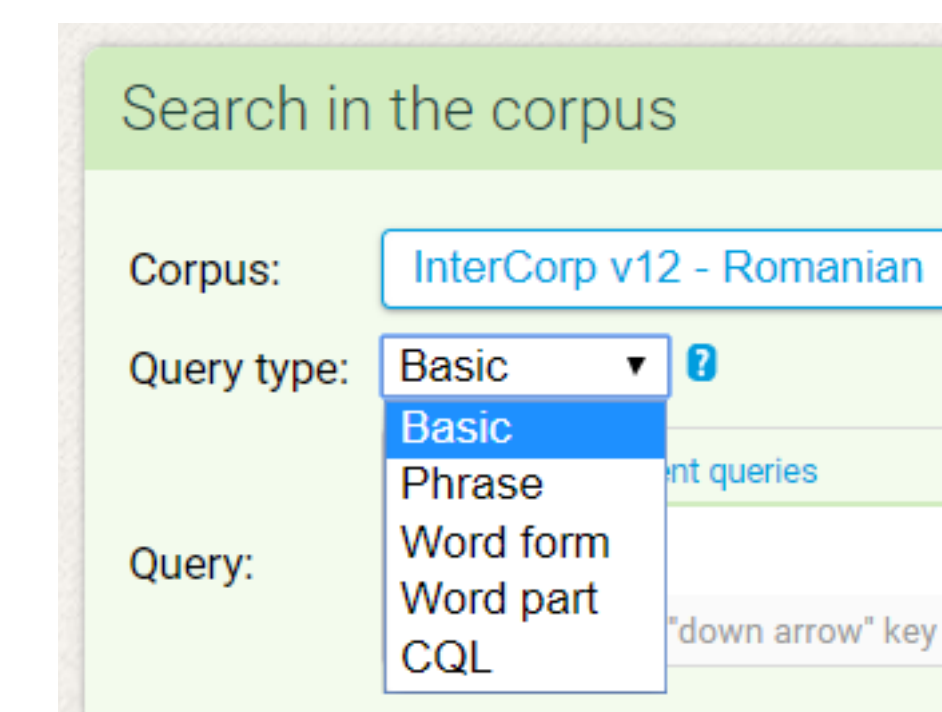 Search in the corpus
Corpus: InterCorp v12 - Romanian
Query type: Basic ▼ ?
Basic
queries
Phrase
Word form
Query:
Word part
"down arrow" key
CQL